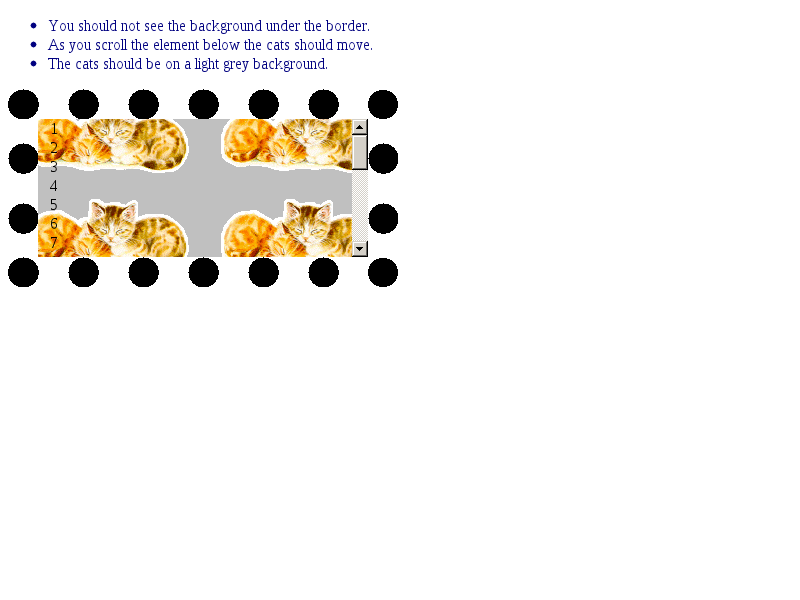 You should not see the background under the border.
As you scroll the element below the cats should move.
The cats should be on a light grey background.
1
2
3
4
5
6
7